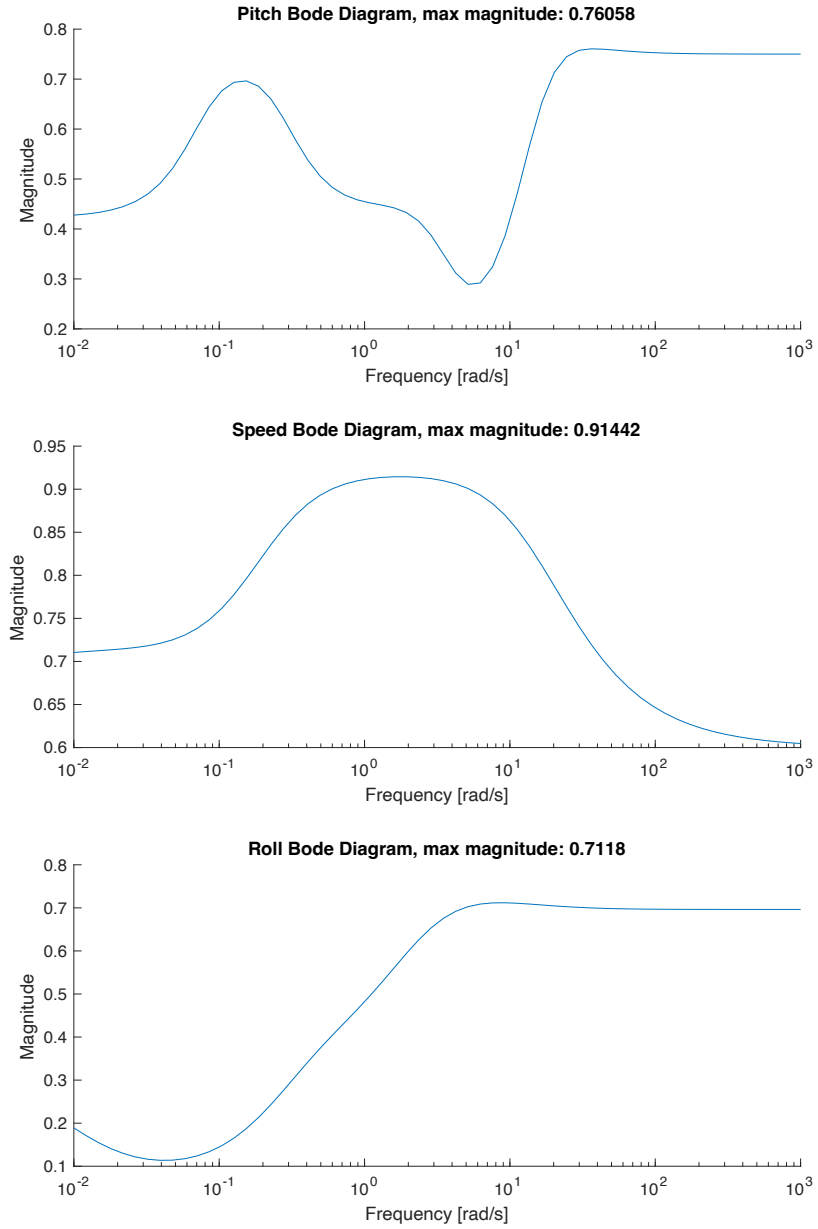 Pitch Bode Diagram, max magnitude: 0.76058
0.8
0.7
0.6
0.5
0.4
0.3
0.2
Magnitude
10^-2 10^-1 10^0 10^1 10^2 10^3
Frequency [rad/s]
Speed Bode Diagram, max magnitude: 0.91442
0.95
0.9
0.85
0.8
0.75
0.7
0.65
0.6
Magnitude
10^-2 10^-1 10^0 10^1 10^2 10^3
Frequency [rad/s]
Roll Bode Diagram, max magnitude: 0.7118
0.8
0.7
0.6
0.5
0.4
0.3
0.2
0.1
Magnitude
10^-2 10^-1 10^0 10^1 10^2 10^3
Frequency [rad/s]